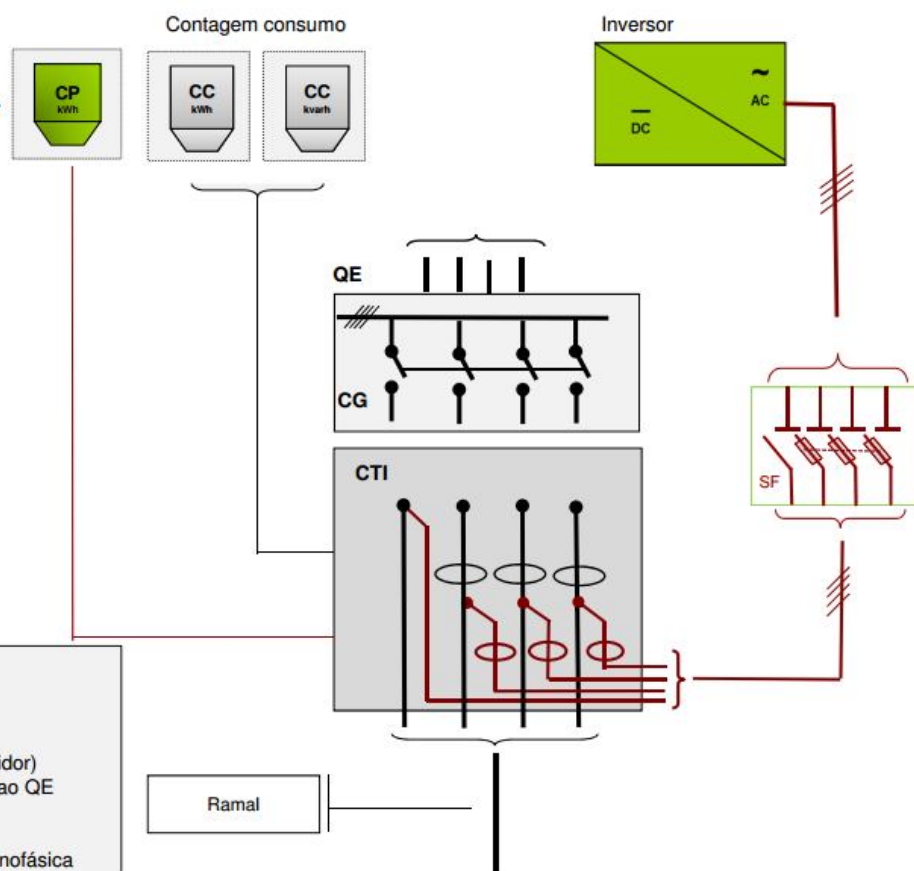 Contagem consumo
Inversor
CP
kWh
CC
kWh
CC
kvarh
~
AC
DC
QE
CG
CTI
SF
idor)
ao QE
Ramal
nofásica